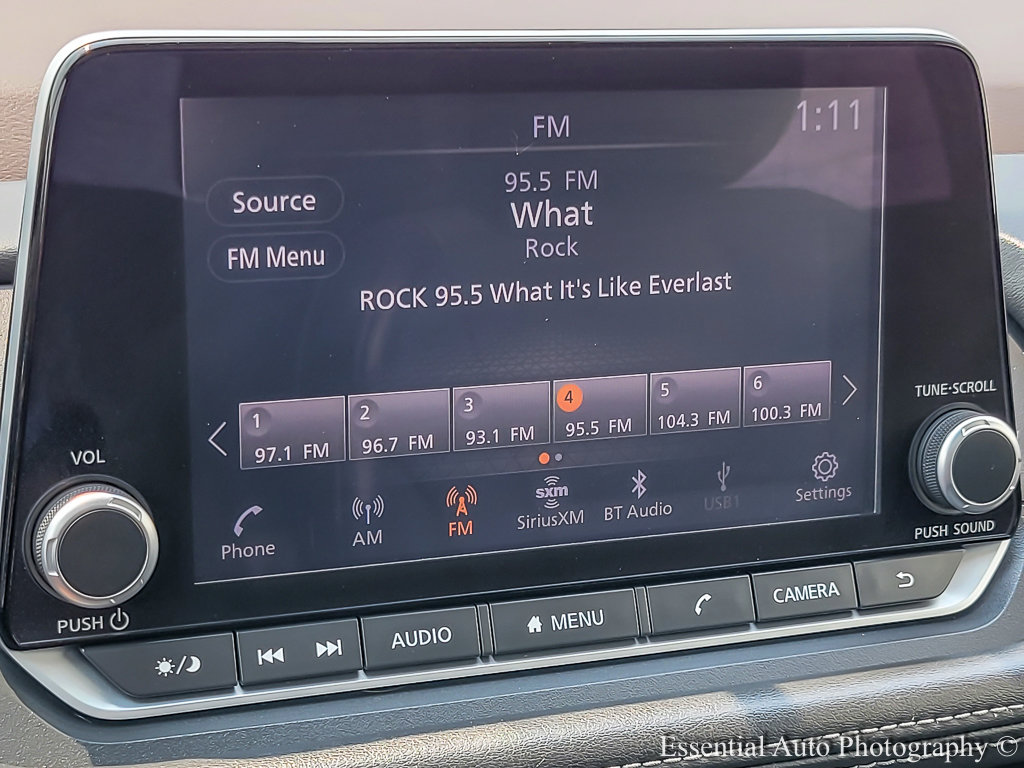 FM
1:11
Source
95.5 FM
What
FM Menu
Rock
ROCK 95.5 What It's Like Everlast
1
97.1 FM
2
96.7 FM
3
93.1 FM
4
95.5 FM
5
104.3 FM
6
100.3 FM
VOL
TUNE·SCROLL
Phone
AM
FM
sxm
SiriusXM
BT Audio
USB1
Settings
PUSH
PUSH SOUND
AUDIO
MENU
CAMERA
Essential Auto Photography ©